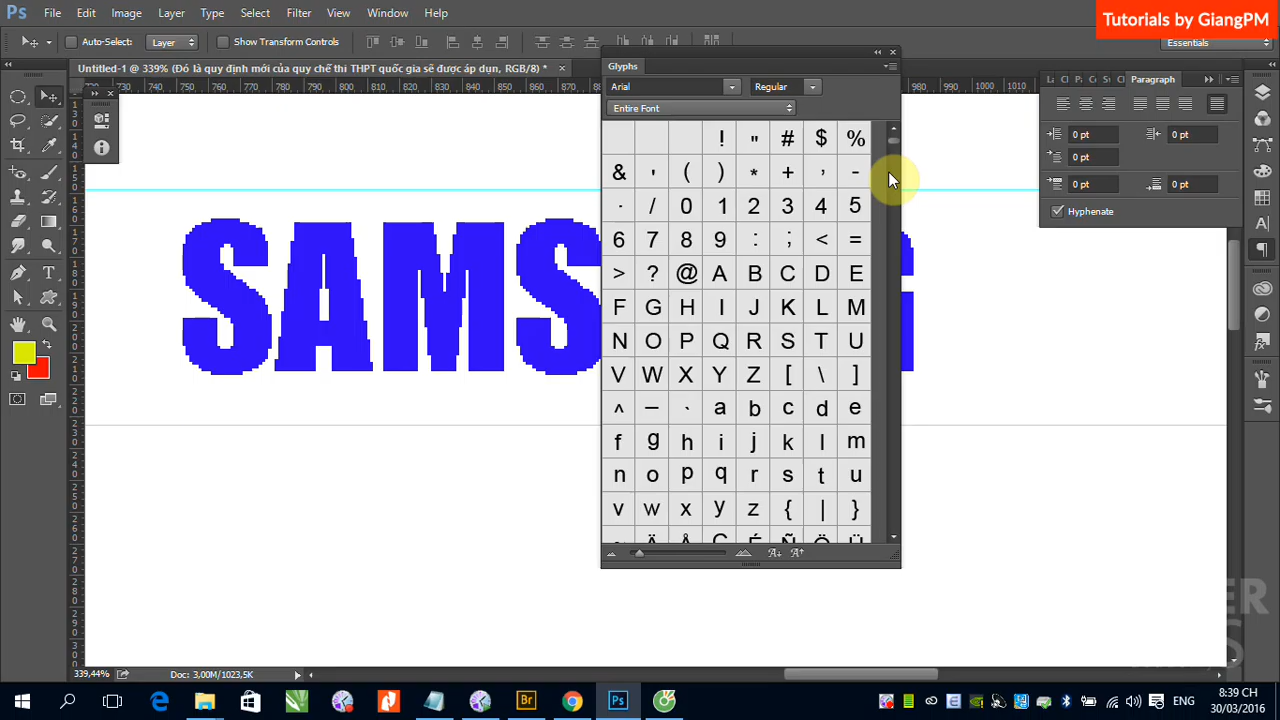 Ps File Edit Image Layer Type Select Filter View Window Help
Tutorials by GiangPM
Auto-Select: Layer Show Transform Controls
Essentials
Untitled-1 @ 339% (Đó là quy định mới của quy chế thi THPT quốc gia sẽ được áp dụn, RGB/8) *
Glyphs
Paragraph
Arial Regular
Entire Font
! " # $ %
& ' ( ) * + , -
. / 0 1 2 3 4 5
6 7 8 9 : ; < =
> ? @ A B C D E
F G H I J K L M
N O P Q R S T U
V W X Y Z [ \ ]
^ _ ` a b c d e
f g h i j k l m
n o p q r s t u
v w x y z { | }
0 pt 0 pt
0 pt
0 pt 0 pt
Hyphenate
SAMS
339,44% Doc: 3,00M/1023,5K
ENG
8:39 CH
30/03/2016